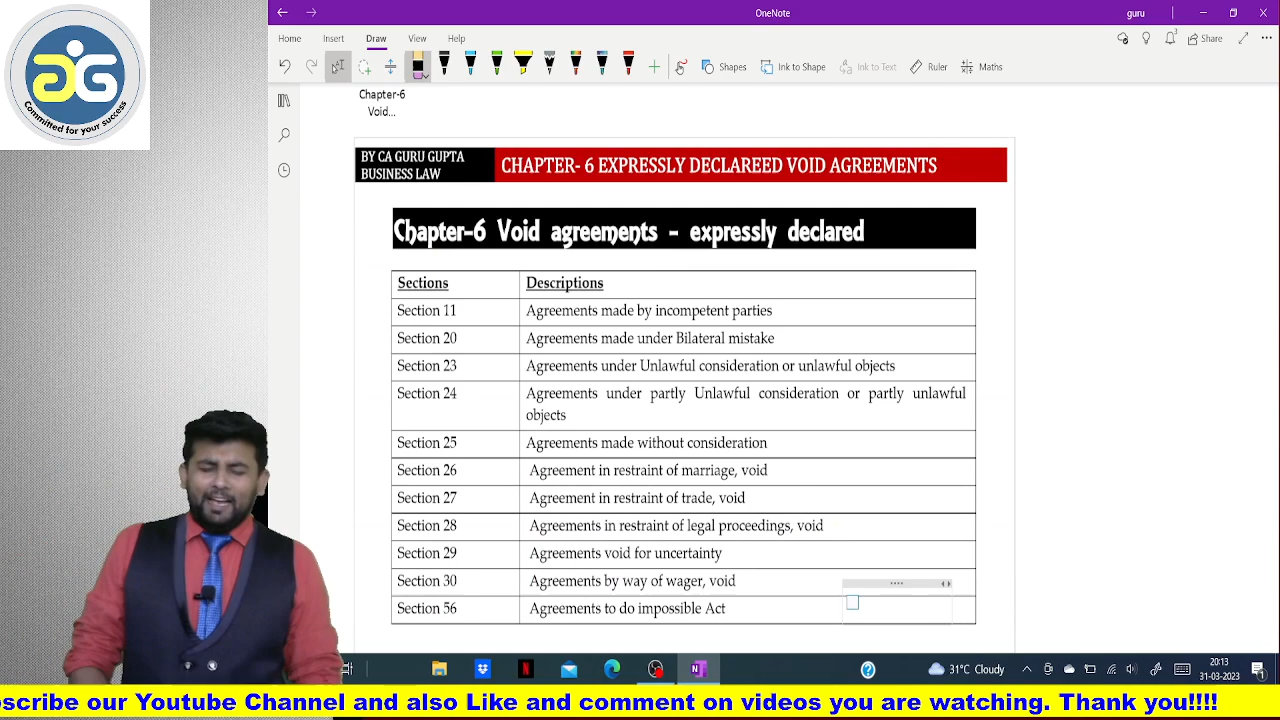 GG
Committed for your success
OneNote
guru
Home Insert Draw View Help
Share
Shapes Ink to Shape Ink to Text Ruler Maths
Chapter-6
Void...
BY CA GURU GUPTA
BUSINESS LAW
CHAPTER- 6 EXPRESSLY DECLAREED VOID AGREEMENTS
Chapter-6 Void agreements - expressly declared
Sections Descriptions
Section 11 Agreements made by incompetent parties
Section 20 Agreements made under Bilateral mistake
Section 23 Agreements under Unlawful consideration or unlawful objects
Section 24 Agreements under partly Unlawful consideration or partly unlawful
objects
Section 25 Agreements made without consideration
Section 26 Agreement in restraint of marriage, void
Section 27 Agreement in restraint of trade, void
Section 28 Agreements in restraint of legal proceedings, void
Section 29 Agreements void for uncertainty
Section 30 Agreements by way of wager, void
Section 56 Agreements to do impossible Act
31°C Cloudy
20:13
31-03-2023
scribe our Youtube Channel and also Like and comment on videos you are watching. Thank you!!!!